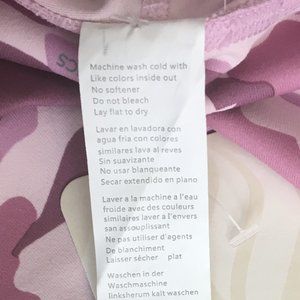 Machine wash cold with
Like colors inside out
No softener
Do not bleach
Lay flat to dry
Lavar en lavadora con
agua fria con colores
similares lava al reves
Sin suavizante
No usar blanqueante
Secar extendido en plano
Laver a la machine a l'eau
froide avec des couleurs
similaires laver a l'envers
san assouplissant
Ne pas utiliser d'agents
De blanchiment
Laisser sécher plat
Waschen in der
Waschmaschine
linksherum kalt waschen